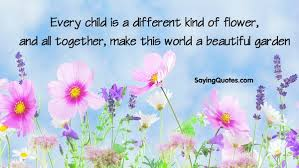 Every child is a different kind of flower,
and all together, make this world a beautiful garden
SayingQuotes.com